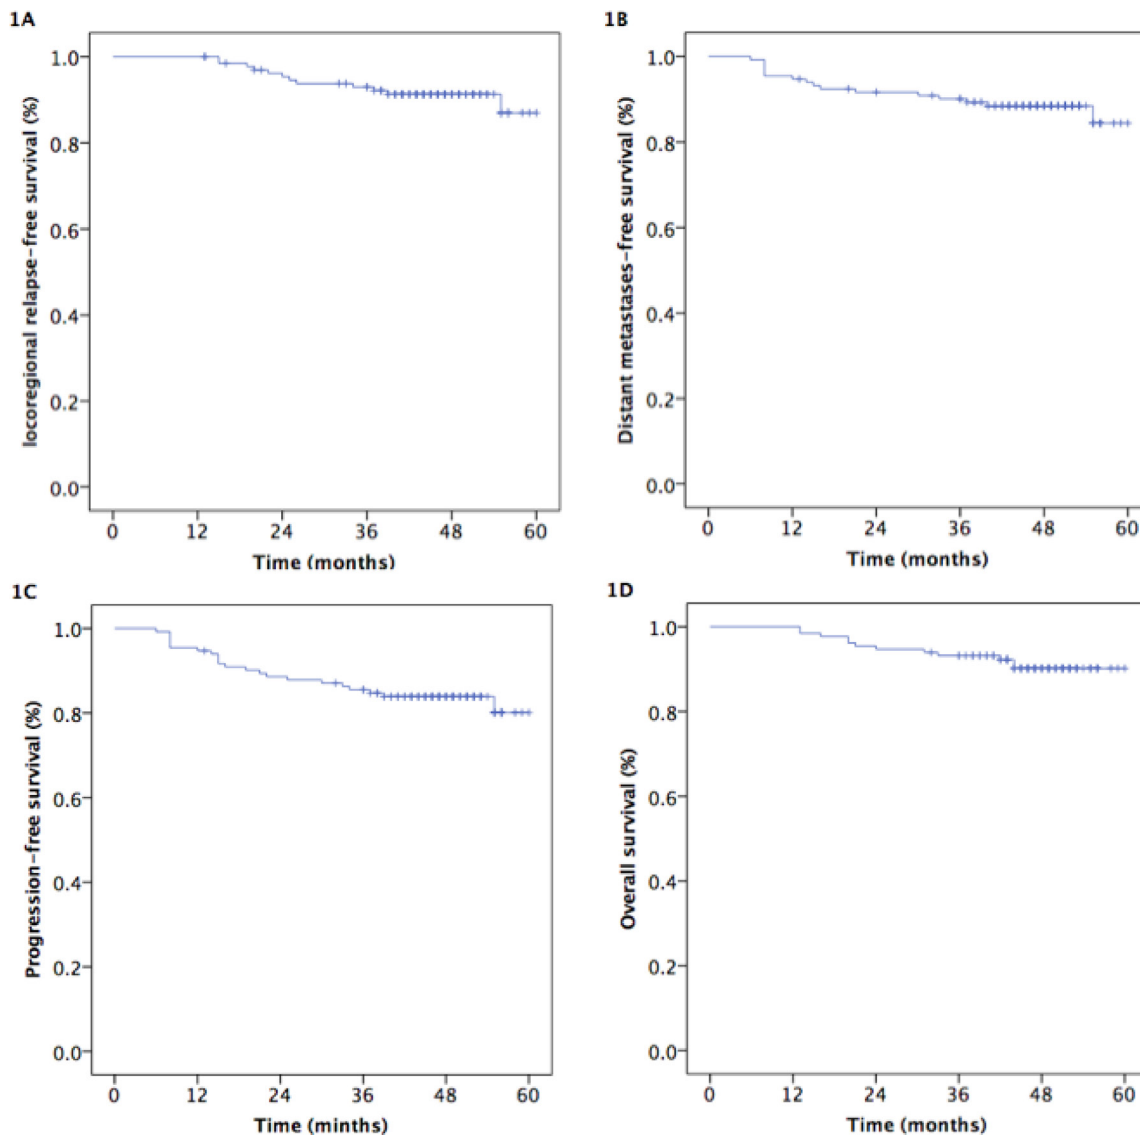 1A
locoregional relapse-free survival (%)
1.0
0.8
0.6
0.4
0.2
0.0
0 12 24 36 48 60
Time (months)
1B
Distant metastases-free survival (%)
1.0
0.8
0.6
0.4
0.2
0.0
0 12 24 36 48 60
Time (months)
1C
Progression-free survival (%)
1.0
0.8
0.6
0.4
0.2
0.0
0 12 24 36 48 60
Time (minths)
1D
Overall survival (%)
1.0
0.8
0.6
0.4
0.2
0.0
0 12 24 36 48 60
Time (months)